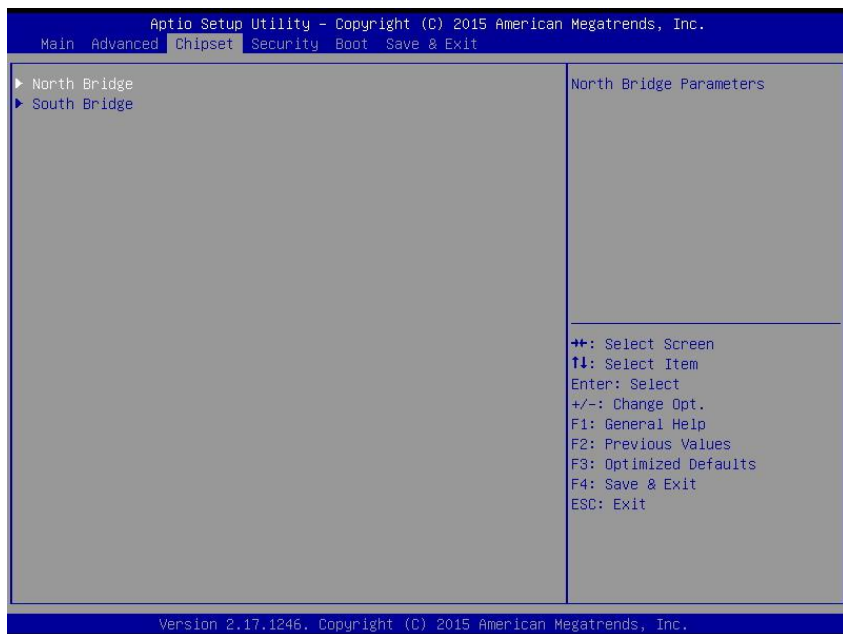 Aptio Setup Utility – Copyright (C) 2015 American Megatrends, Inc.
Main Advanced Chipset Security Boot Save & Exit
▶ North Bridge
▶ South Bridge
North Bridge Parameters
→←: Select Screen
↑↓: Select Item
Enter: Select
+/-: Change Opt.
F1: General Help
F2: Previous Values
F3: Optimized Defaults
F4: Save & Exit
ESC: Exit
Version 2.17.1246. Copyright (C) 2015 American Megatrends, Inc.